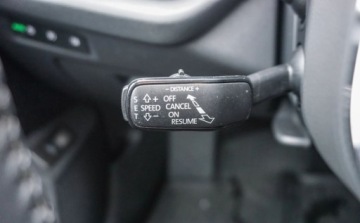 - DISTANCE +
S ⇧+ OFF
E SPEED CANCEL
T ⇩- ON
RESUME